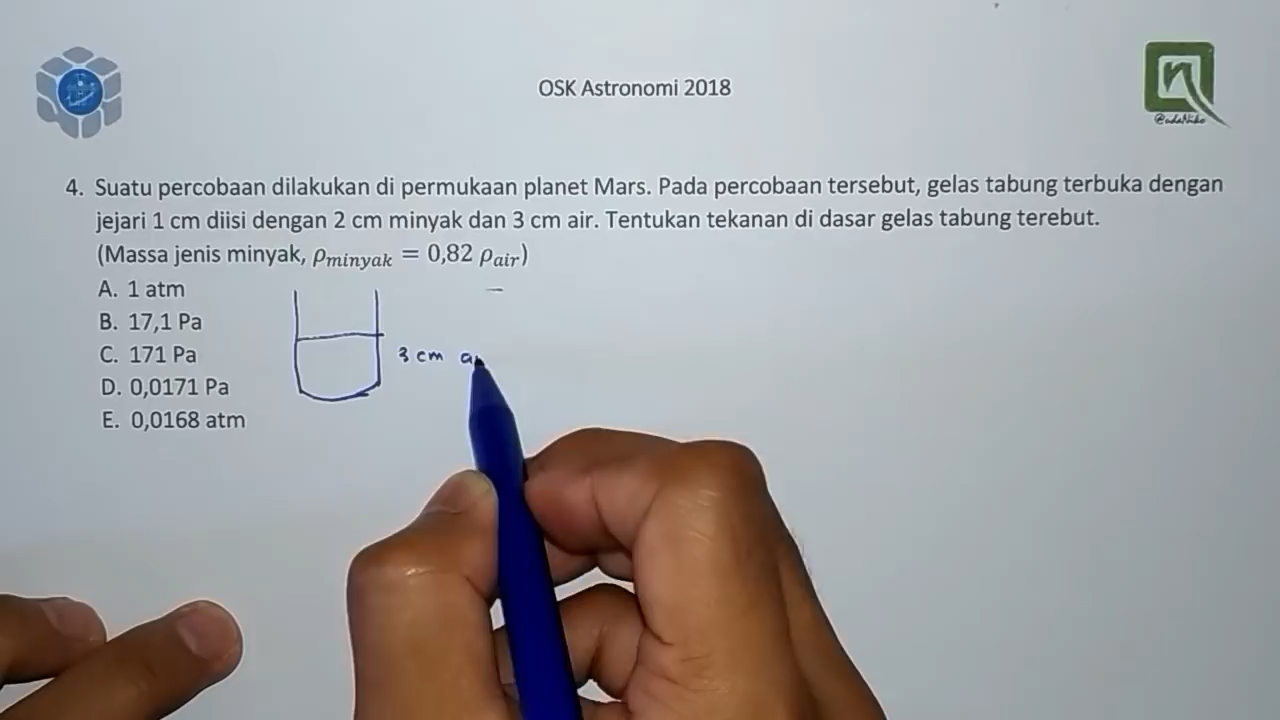 OSK Astronomi 2018
@udaNiko
4. Suatu percobaan dilakukan di permukaan planet Mars. Pada percobaan tersebut, gelas tabung terbuka dengan
jejari 1 cm diisi dengan 2 cm minyak dan 3 cm air. Tentukan tekanan di dasar gelas tabung terebut.
(Massa jenis minyak, ρminyak = 0,82 ρair)
A. 1 atm
B. 17,1 Pa
C. 171 Pa
3 cm a
D. 0,0171 Pa
E. 0,0168 atm